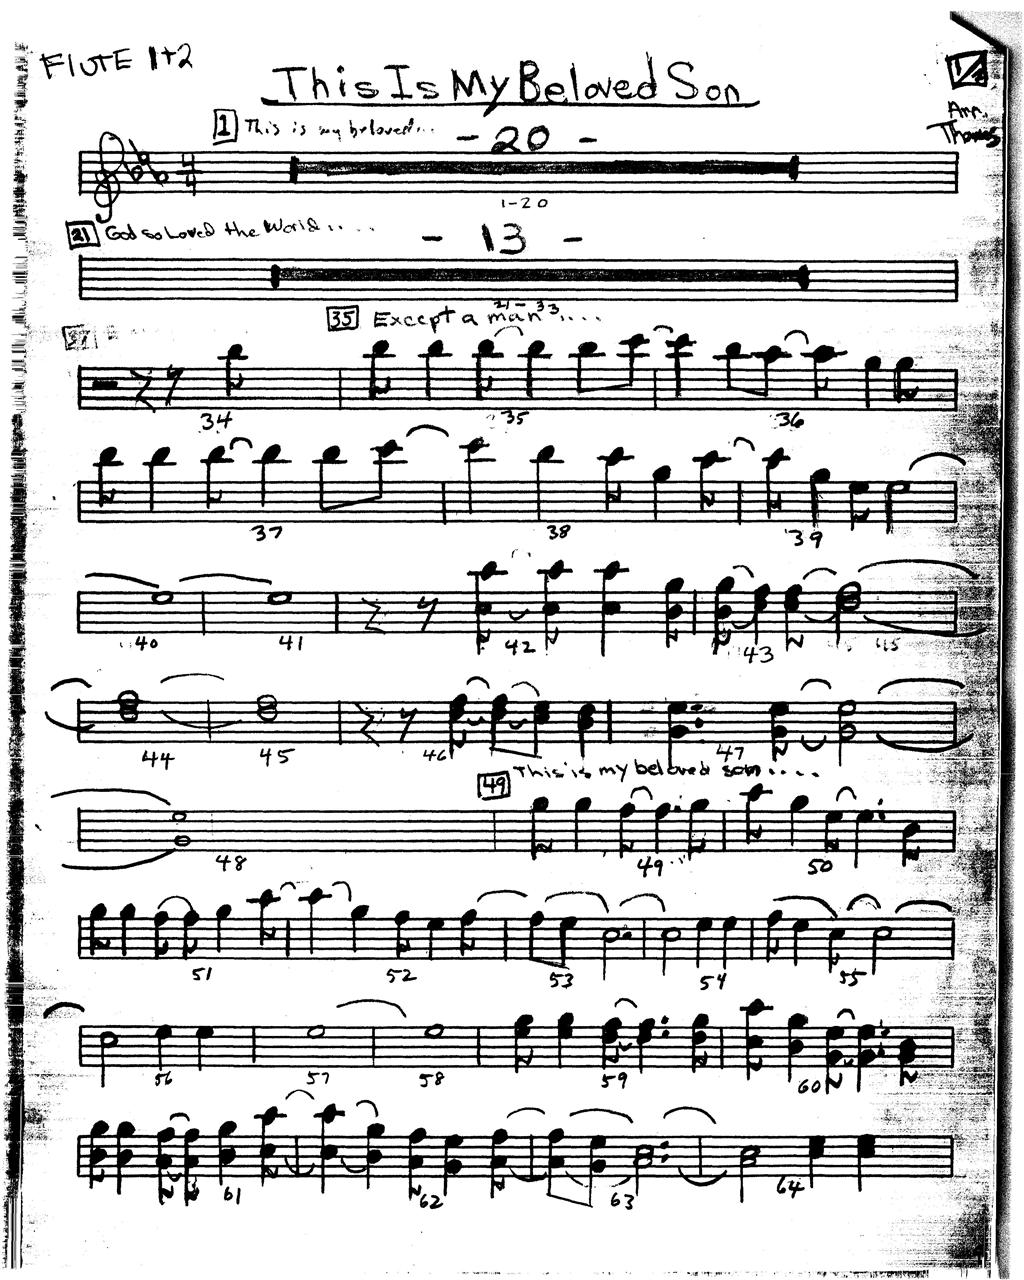 FLUTE 1+2
This Is My Beloved Son
1/2
Arr. Thomas
1 This is my beloved... - 20 -
4/4
1-20
21 God so Loved the World..... - 13 -
21-33
35 Except a man....
34 35 36
37 38 39
40 41 42 43
44 45 46 47
49 This is my beloved son.....
48 49 50
51 52 53 54 55
56 57 58 59 60
61 62 63 64